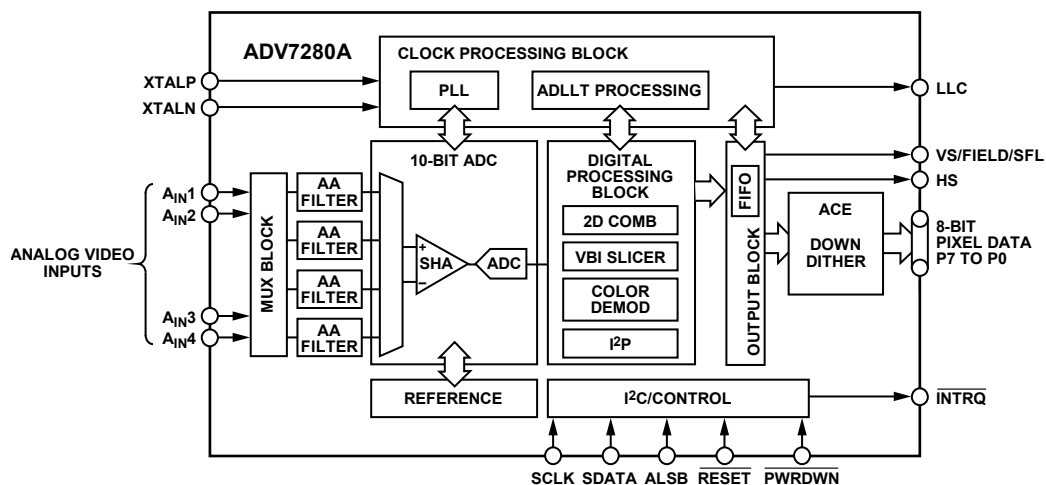 ADV7280A
CLOCK PROCESSING BLOCK
XTALP
XTALN
PLL
ADLLT PROCESSING
LLC
10-BIT ADC
DIGITAL
PROCESSING
BLOCK
VS/FIELD/SFL
HS
ANALOG VIDEO
INPUTS
AIN1
AIN2
AIN3
AIN4
MUX BLOCK
AA
FILTER
AA
FILTER
AA
FILTER
AA
FILTER
+
SHA
–
ADC
2D COMB
VBI SLICER
COLOR
DEMOD
I2P
FIFO
OUTPUT BLOCK
ACE
DOWN
DITHER
8-BIT
PIXEL DATA
P7 TO P0
REFERENCE
I2C/CONTROL
INTRQ
SCLK SDATA ALSB RESET PWRDWN